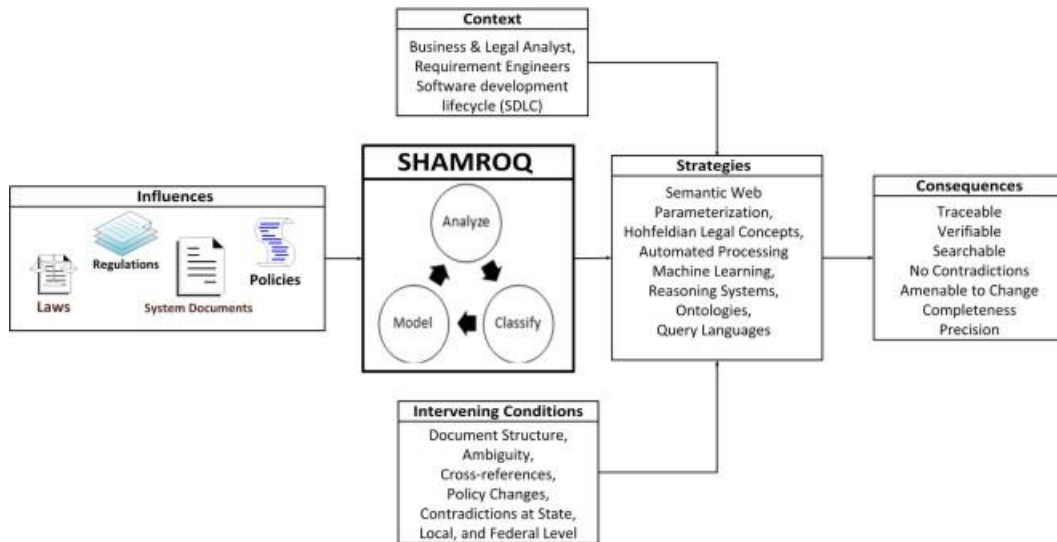 Context
Business & Legal Analyst,
Requirement Engineers
Software development
lifecycle (SDLC)
Influences
Regulations
Laws
System Documents
Policies
SHAMROQ
Analyze
Model
Classify
Strategies
Semantic Web
Parameterization,
Hohfeldian Legal Concepts,
Automated Processing
Machine Learning,
Reasoning Systems,
Ontologies,
Query Languages
Consequences
Traceable
Verifiable
Searchable
No Contradictions
Amenable to Change
Completeness
Precision
Intervening Conditions
Document Structure,
Ambiguity,
Cross-references,
Policy Changes,
Contradictions at State,
Local, and Federal Level